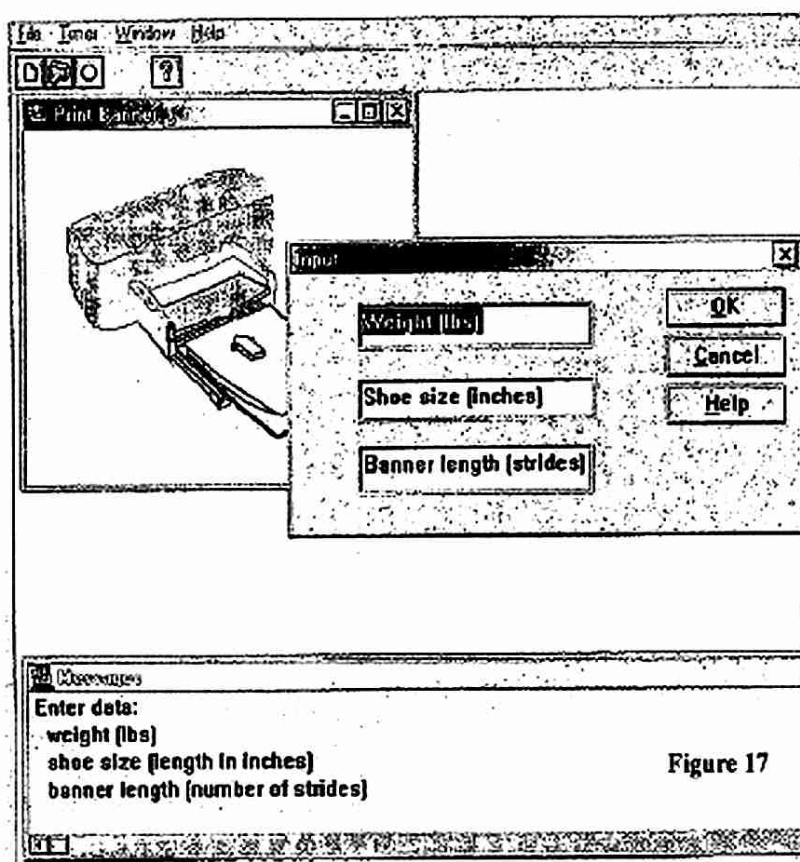 File Timer Window Help
?
Print Banner
Input
Weight (lbs)
OK
Cancel
Shoe size (inches)
Help
Banner length (strides)
Messages
Enter data:
weight (lbs)
shoe size (length in inches)
banner length (number of strides)
Figure 17